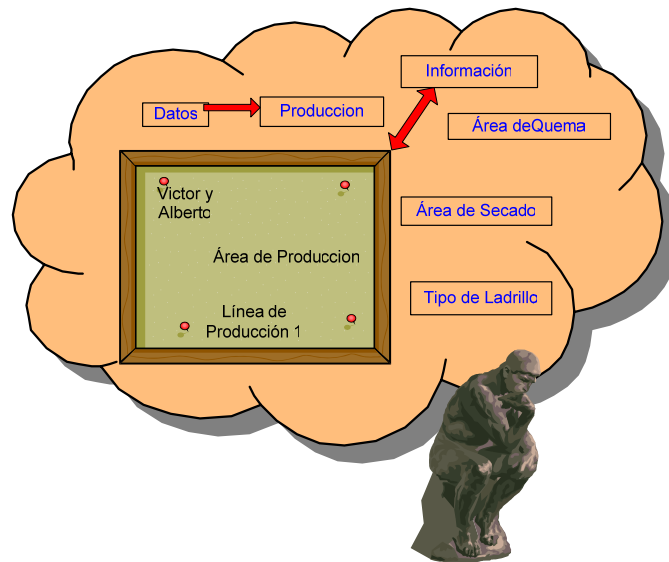 Información
Datos
Produccion
Área deQuema
Victor y
Alberto
Área de Secado
Área de Produccion
Tipo de Ladrillo
Línea de
Producción 1